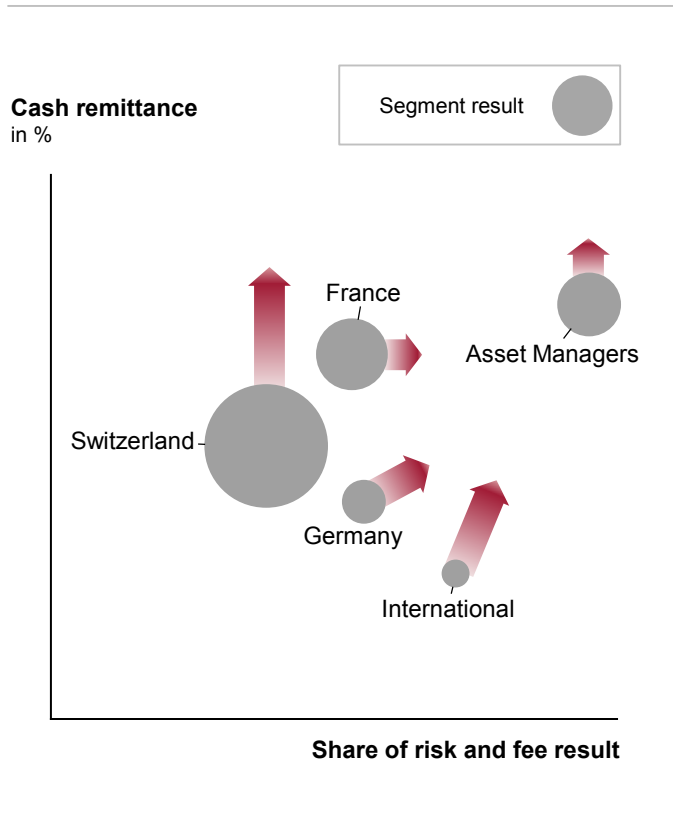 Segment result
Cash remittance
in %
France
Asset Managers
Switzerland
Germany
International
Share of risk and fee result